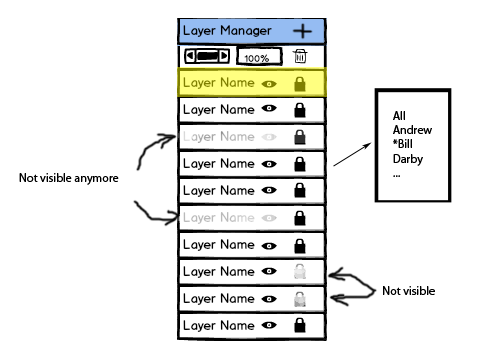 Layer Manager
100%
Layer Name
Layer Name
Layer Name
Layer Name
Layer Name
Layer Name
Layer Name
Layer Name
Layer Name
Layer Name
Not visible anymore
All
Andrew
*Bill
Darby
...
Not visible